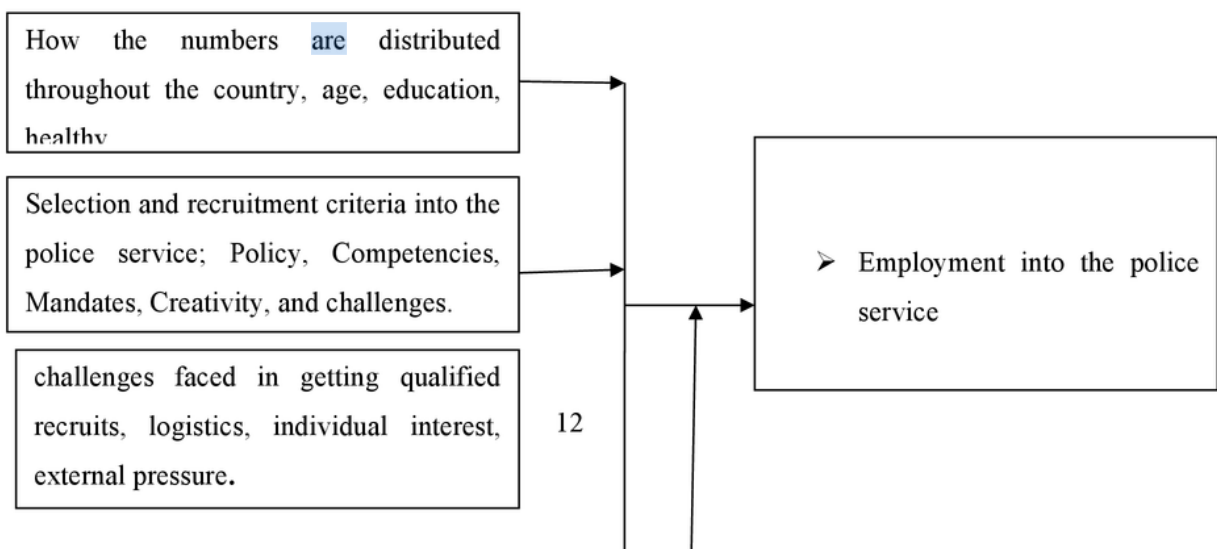 How the numbers are distributed
throughout the country, age, education,
healthy
Selection and recruitment criteria into the
police service; Policy, Competencies,
Mandates, Creativity, and challenges.
challenges faced in getting qualified
recruits, logistics, individual interest,
external pressure.
12
➢ Employment into the police
service